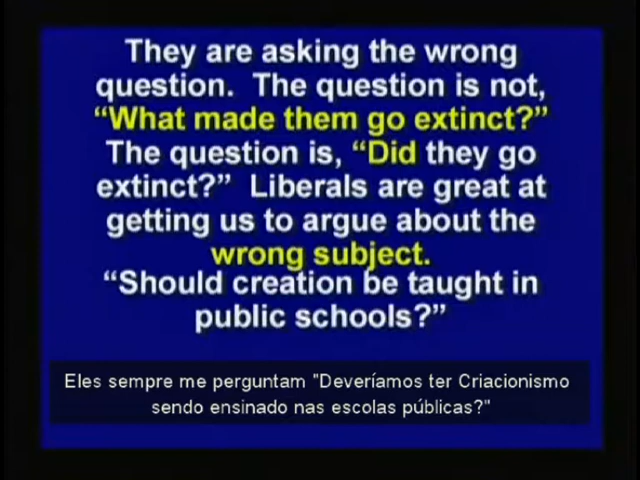 They are asking the wrong
question. The question is not,
“What made them go extinct?”
The question is, “Did they go
extinct?” Liberals are great at
getting us to argue about the
wrong subject.
“Should creation be taught in
public schools?”
Eles sempre me perguntam "Deveríamos ter Criacionismo
sendo ensinado nas escolas públicas?"